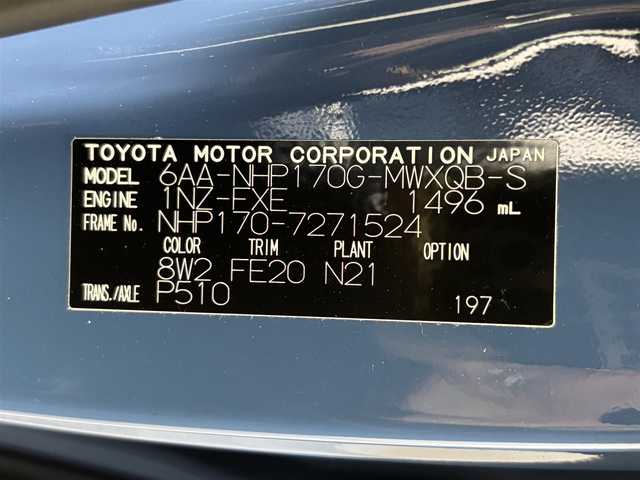 TOYOTA MOTOR CORPORATION JAPAN
MODEL 6AA-NHP170G-MWXQB-S
ENGINE 1NZ-FXE 1496 mL
FRAME No. NHP170-7271524
COLOR TRIM PLANT OPTION
8W2 FE20 N21
TRANS./AXLE P510
197